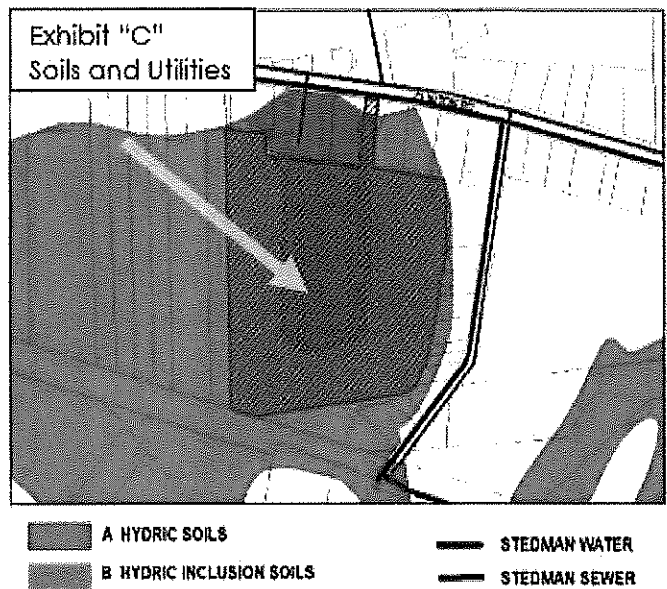 Exhibit "C"
Soils and Utilities
A HYDRIC SOILS
B HYDRIC INCLUSION SOILS
STEDMAN WATER
STEDMAN SEWER